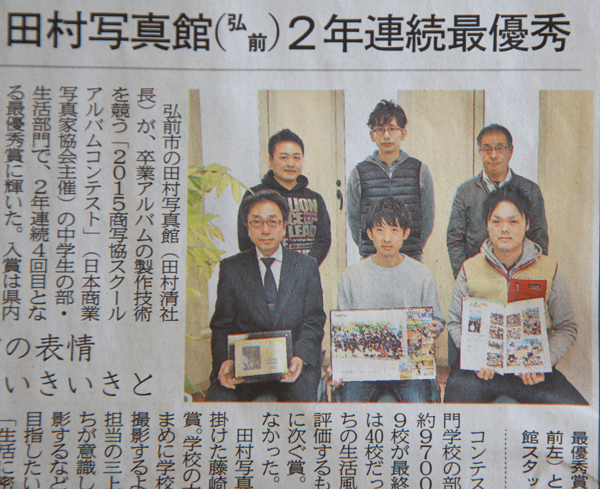 田村写真館(弘前)2年連続最優秀
弘前市の田村写真館（田村清社
長）が、卒業アルバムの製作技術
を競う「2015商写協スクール
アルバムコンテスト」（日本商業
写真家協会主催）の中学生の部・
生活部門で、2年連続4回目とな
る最優秀賞に輝いた。入賞は県内
の表情
いきいきと
最優秀賞
前左）と
館スタッ
コンテス
門学校の部
約9700
9校が最終
は40校だっ
ちの生活風
評価するも
に次ぐ賞。
なかった。
田村写真
掛けた藤崎
賞。学校の
まめに学校
撮影するよ
担当の三上
ちが意識し
影するなど
目指したい
「生活に密
LION
LEAD